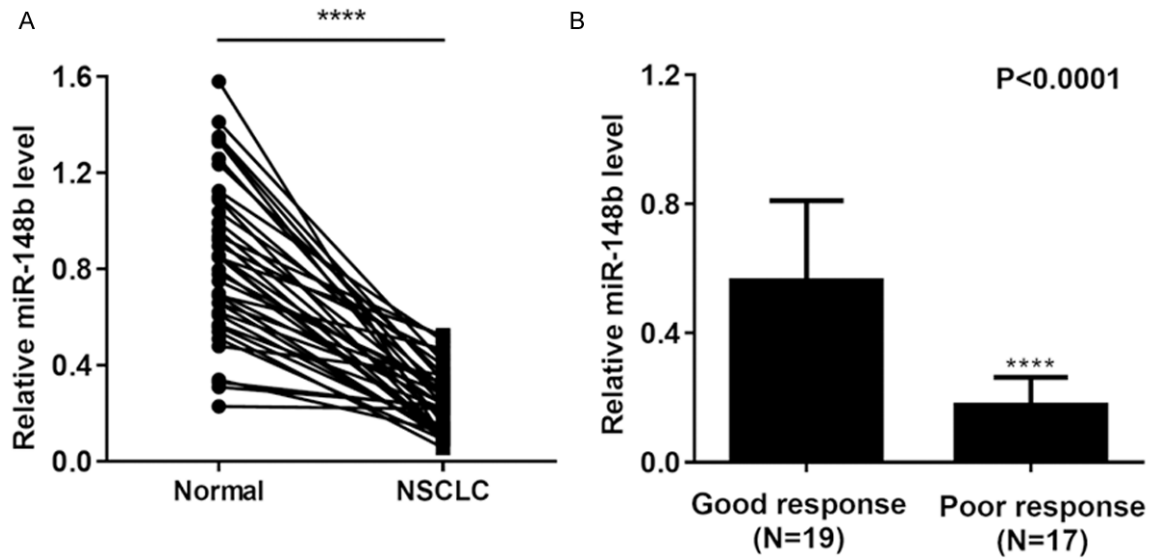 A
****
Relative miR-148b level
1.6
1.2
0.8
0.4
0.0
Normal
NSCLC
B
P<0.0001
Relative miR-148b level
1.2
0.8
0.4
0.0
****
Good response
(N=19)
Poor response
(N=17)